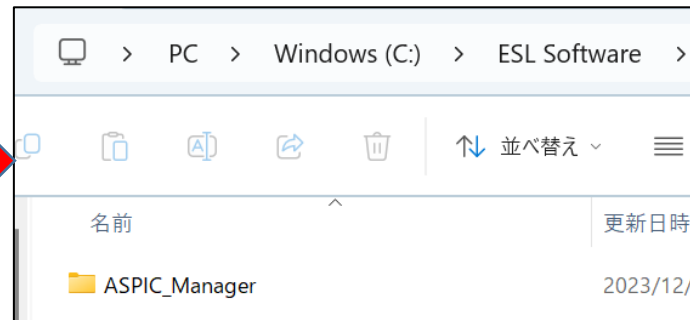 PC > Windows (C:) > ESL Software >
並べ替え
名前 更新日時
ASPIC_Manager 2023/12/